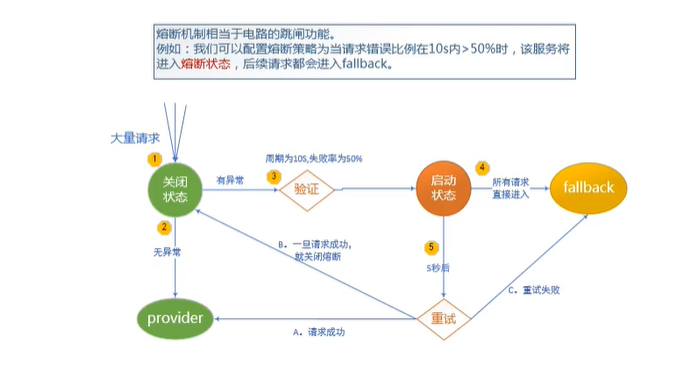 熔断机制相当于电路的跳闸功能。
例如：我们可以配置熔断策略为当请求错误比例在10s内>50%时，该服务将
进入熔断状态，后续请求都会进入fallback。
大量请求
1
周期为10S,失败率为50%
关闭
状态
有异常
3
验证
启动
状态
4
所有请求
直接进入
fallback
2
无异常
B. 一旦请求成功，
就关闭熔断
5
5秒后
C. 重试失败
provider
A. 请求成功
重试